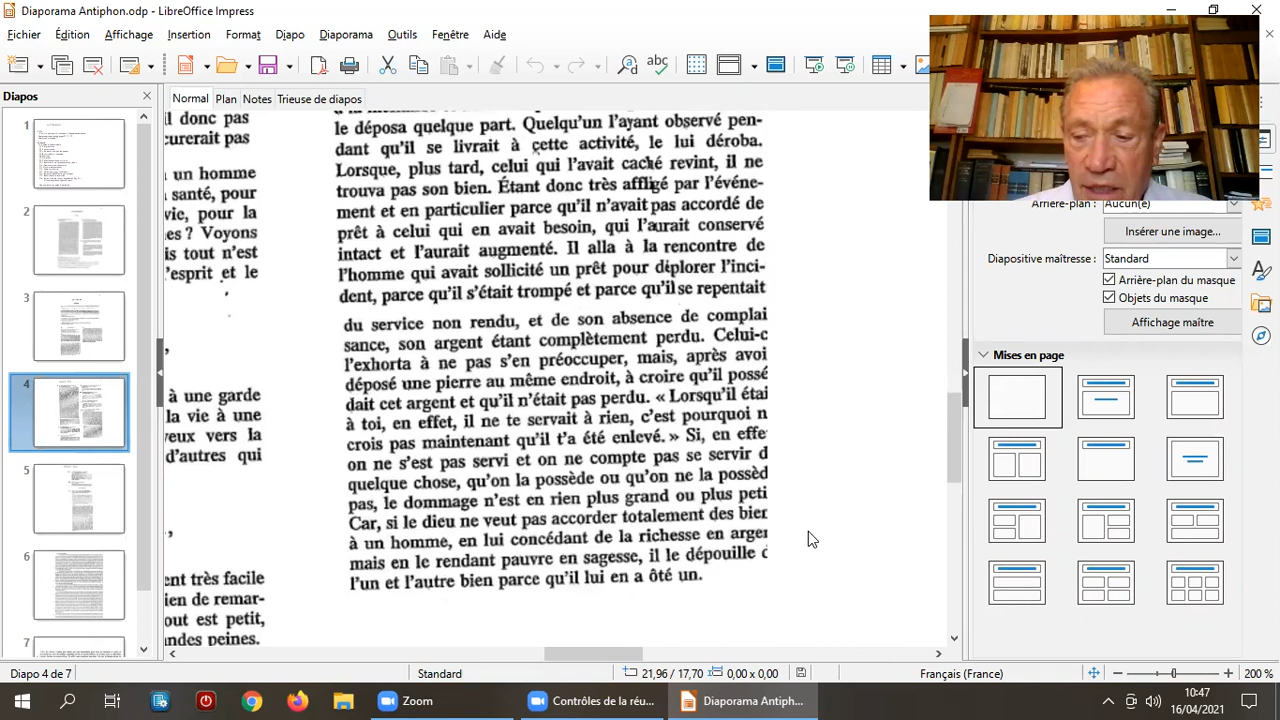 Diaporama Antiphon.odp - LibreOffice Impress
Fichier Édition Affichage Insertion Format Diapo Diaporama Outils Fenêtre Aide
Diapos
Normal Plan Notes Trieuse de diapos
1
2
3
4
5
6
7
l donc pas
curerait pas
un homme
santé, pour
vie, pour la
es ? Voyons
is tout n'est
'esprit et le
à une garde
la vie à une
eux vers la
d'autres qui
ent très facile
ien de remar-
out est petit,
andes peines.
le déposa quelque part. Quelqu'un l'ayant observé pen-
dant qu'il se livrait à cette activité, le lui déroba.
Lorsque, plus tard, celui qui l'avait caché revint, il ne
trouva pas son bien. Étant donc très affligé par l'événe-
ment et en particulier parce qu'il n'avait pas accordé de
prêt à celui qui en avait besoin, qui l'aurait conservé
intact et l'aurait augmenté. Il alla à la rencontre de
l'homme qui avait sollicité un prêt pour déplorer l'inci-
dent, parce qu'il s'était trompé et parce qu'il se repentait
du service non rendu, et de son absence de complai
sance, son argent étant complètement perdu. Celui-c
l'exhorta à ne pas s'en préoccuper, mais, après avoi
déposé une pierre au même endroit, à croire qu'il possé
dait cet argent et qu'il n'était pas perdu. « Lorsqu'il étai
à toi, en effet, il ne te servait à rien, c'est pourquoi n
crois pas maintenant qu'il t'a été enlevé. » Si, en effe
on ne s'est pas servi et on ne compte pas se servir d
quelque chose, qu'on la possède ou qu'on ne la possèd
pas, le dommage n'est en rien plus grand ou plus peti
Car, si le dieu ne veut pas accorder totalement des bien
à un homme, en lui concédant de la richesse en argen
mais en le rendant pauvre en sagesse, il le dépouille d
l'un et l'autre bien parce qu'il lui en a ôté un.
Arrière-plan : Aucun(e)
Insérer une image...
Diapositive maîtresse : Standard
Arrière-plan du masque
Objets du masque
Affichage maître
Mises en page
Diapo 4 de 7 Standard 21,96 / 17,70 0,00 x 0,00 Français (France) 200 %
Zoom Contrôles de la réu... Diaporama Antiph... 10:47
16/04/2021